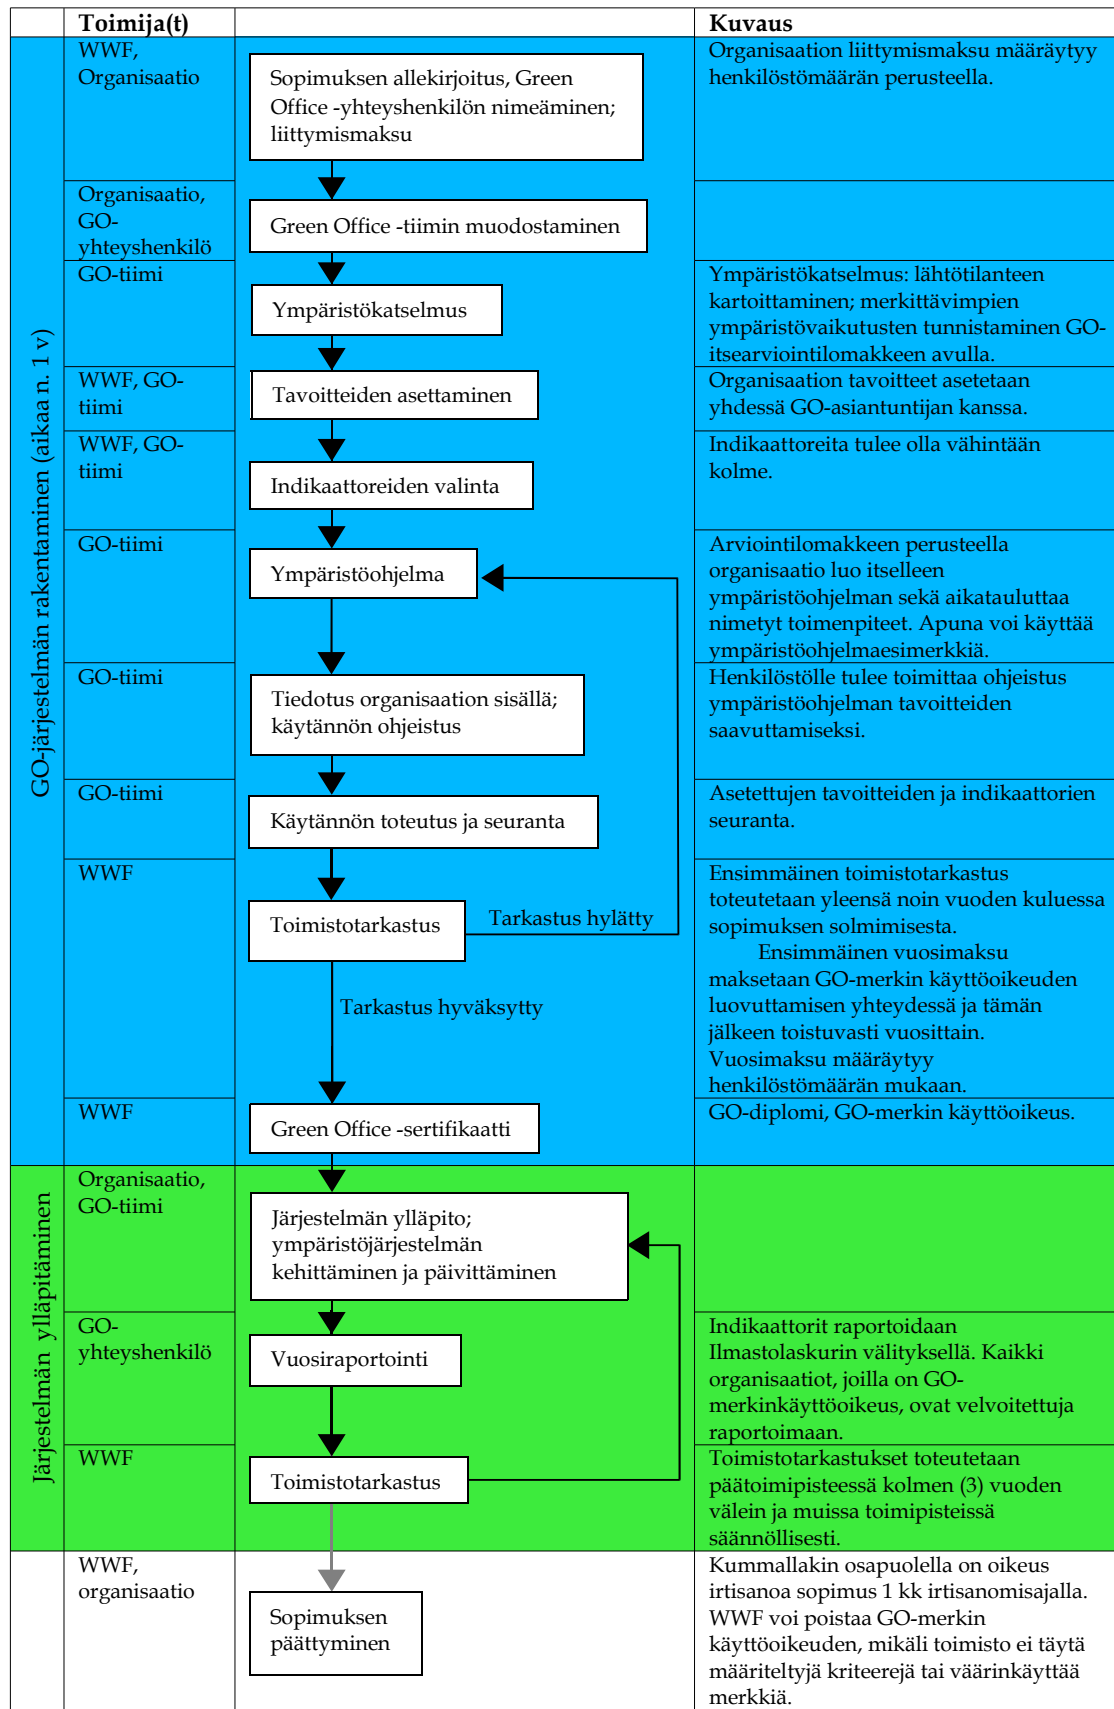 Toimija(t)
Kuvaus
GO-järjestelmän rakentaminen (aikaa n. 1 v)
WWF,
Organisaatio
Sopimuksen allekirjoitus, Green
Office -yhteyshenkilön nimeäminen;
liittymismaksu
Organisaation liittymismaksu määräytyy
henkilöstömäärän perusteella.
Organisaatio,
GO-
yhteyshenkilö
Green Office -tiimin muodostaminen
GO-tiimi
Ympäristökatselmus
Ympäristökatselmus: lähtötilanteen
kartoittaminen; merkittävimpien
ympäristövaikutusten tunnistaminen GO-
itsearviointilomakkeen avulla.
WWF, GO-
tiimi
Tavoitteiden asettaminen
Organisaation tavoitteet asetetaan
yhdessä GO-asiantuntijan kanssa.
WWF, GO-
tiimi
Indikaattoreiden valinta
Indikaattoreita tulee olla vähintään
kolme.
GO-tiimi
Ympäristöohjelma
Arviointilomakkeen perusteella
organisaatio luo itselleen
ympäristöohjelman sekä aikatauluttaa
nimetyt toimenpiteet. Apuna voi käyttää
ympäristöohjelmaesimerkkiä.
GO-tiimi
Tiedotus organisaation sisällä;
käytännön ohjeistus
Henkilöstölle tulee toimittaa ohjeistus
ympäristöohjelman tavoitteiden
saavuttamiseksi.
GO-tiimi
Käytännön toteutus ja seuranta
Asetettujen tavoitteiden ja indikaattorien
seuranta.
WWF
Toimistotarkastus
Tarkastus hylätty
Tarkastus hyväksytty
Ensimmäinen toimistotarkastus
toteutetaan yleensä noin vuoden kuluessa
sopimuksen solmimisesta.
Ensimmäinen vuosimaksu
maksetaan GO-merkin käyttöoikeuden
luovuttamisen yhteydessä ja tämän
jälkeen toistuvasti vuosittain.
Vuosimaksu määräytyy
henkilöstömäärän mukaan.
WWF
Green Office -sertifikaatti
GO-diplomi, GO-merkin käyttöoikeus.
Järjestelmän ylläpitäminen
Organisaatio,
GO-tiimi
Järjestelmän ylläpito;
ympäristöjärjestelmän
kehittäminen ja päivittäminen
GO-
yhteyshenkilö
Vuosiraportointi
Indikaattorit raportoidaan
Ilmastolaskurin välityksellä. Kaikki
organisaatiot, joilla on GO-
merkinkäyttöoikeus, ovat velvoitettuja
raportoimaan.
WWF
Toimistotarkastus
Toimistotarkastukset toteutetaan
päätoimipisteessä kolmen (3) vuoden
välein ja muissa toimipisteissä
säännöllisesti.
WWF,
organisaatio
Sopimuksen
päättyminen
Kummallakin osapuolella on oikeus
irtisanoa sopimus 1 kk irtisanomisajalla.
WWF voi poistaa GO-merkin
käyttöoikeuden, mikäli toimisto ei täytä
määriteltyjä kriteerejä tai väärinkäyttää
merkkiä.